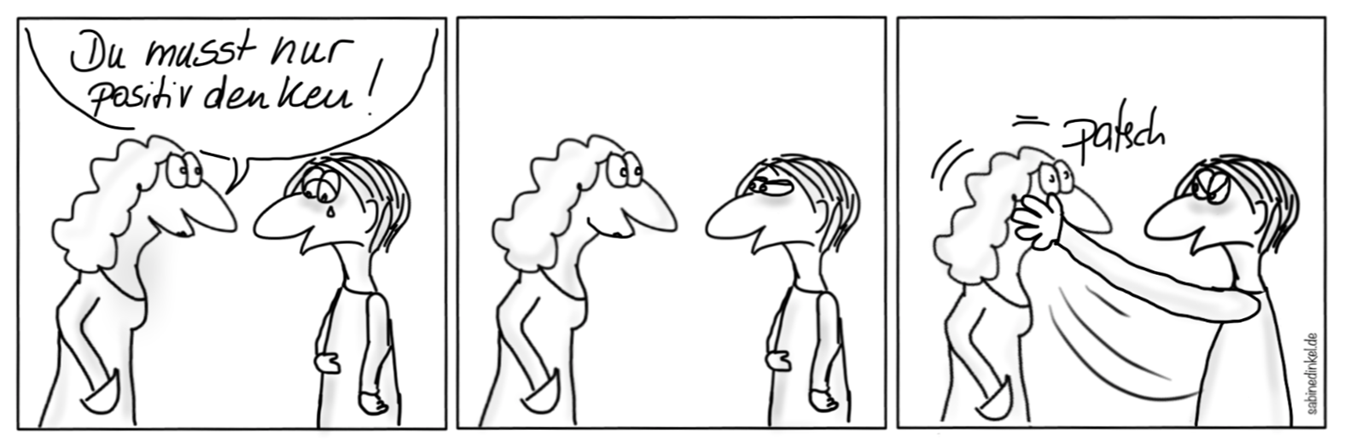 Du musst nur
positiv denken!
= patsch
sabinedinkel.de